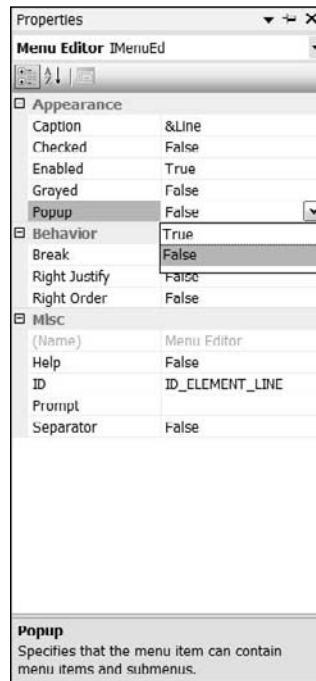 Properties
Menu Editor IMenuEd
Appearance
Caption &Line
Checked False
Enabled True
Grayed False
Popup False
Behavior True
Break False
Right Justify False
Right Order False
Misc
(Name) Menu Editor
Help False
ID ID_ELEMENT_LINE
Prompt
Separator False
Popup
Specifies that the menu item can contain
menu items and submenus.